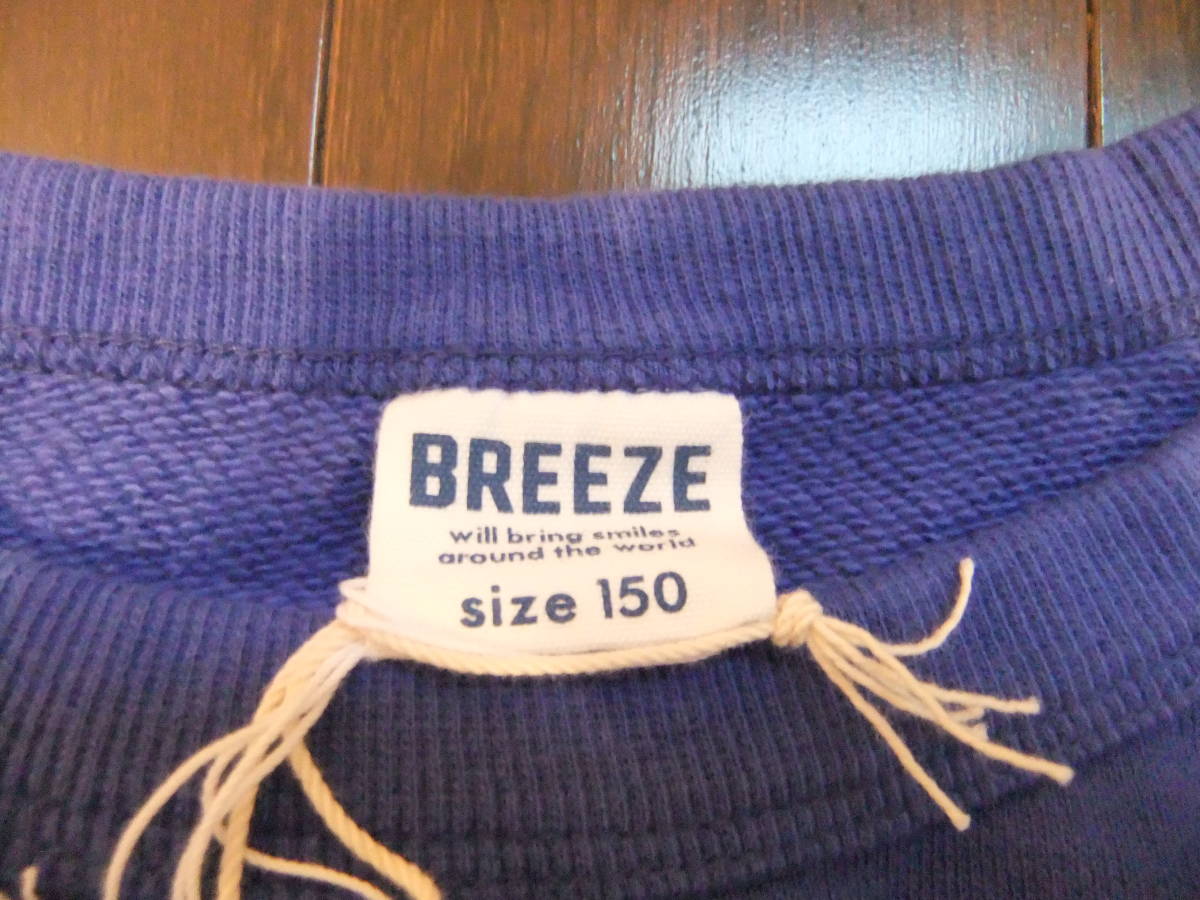 BREEZE
will bring smiles
around the world
size 150